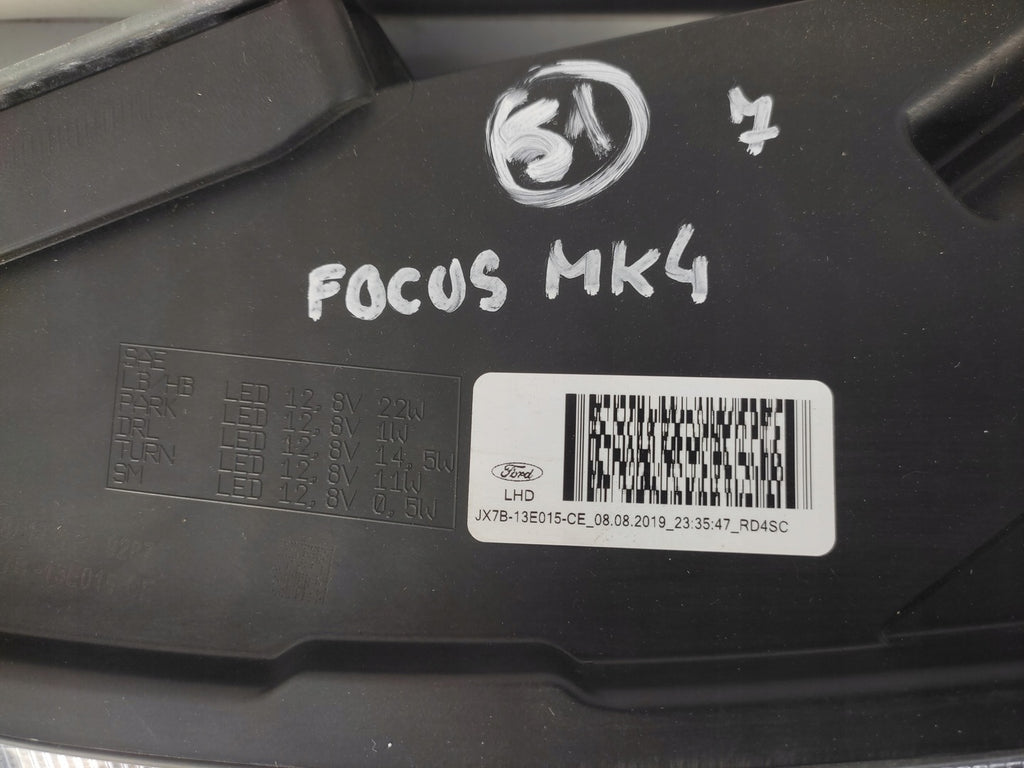 51
7
FOCUS MK4
SAE
LB/HB LED 12,8V 22W
PARK LED 12,8V 1W
DRL LED 12,8V 14,5W
TURN LED 12,8V 11W
SM LED 12,8V 0,5W
Ford
LHD
JX7B-13E015-CE_08.08.2019_23:35:47_RD4SC